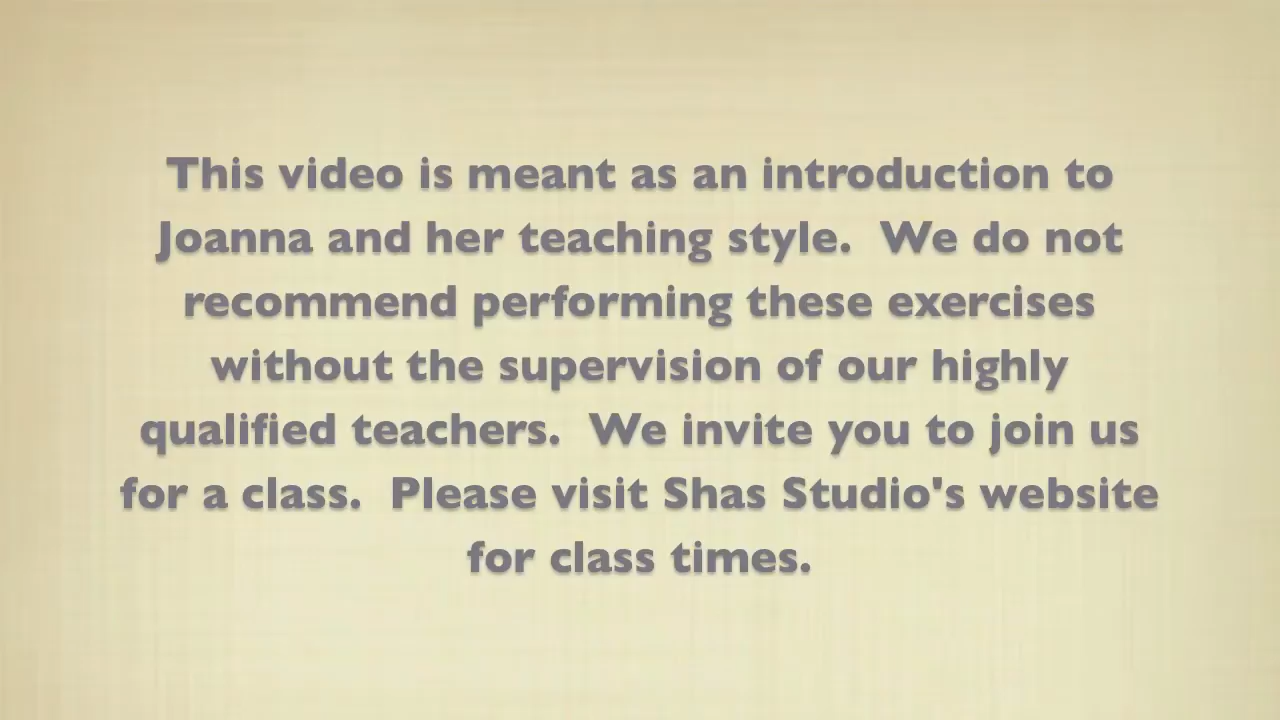 This video is meant as an introduction to
Joanna and her teaching style.  We do not
recommend performing these exercises
without the supervision of our highly
qualified teachers.  We invite you to join us
for a class.  Please visit Shas Studio's website
for class times.